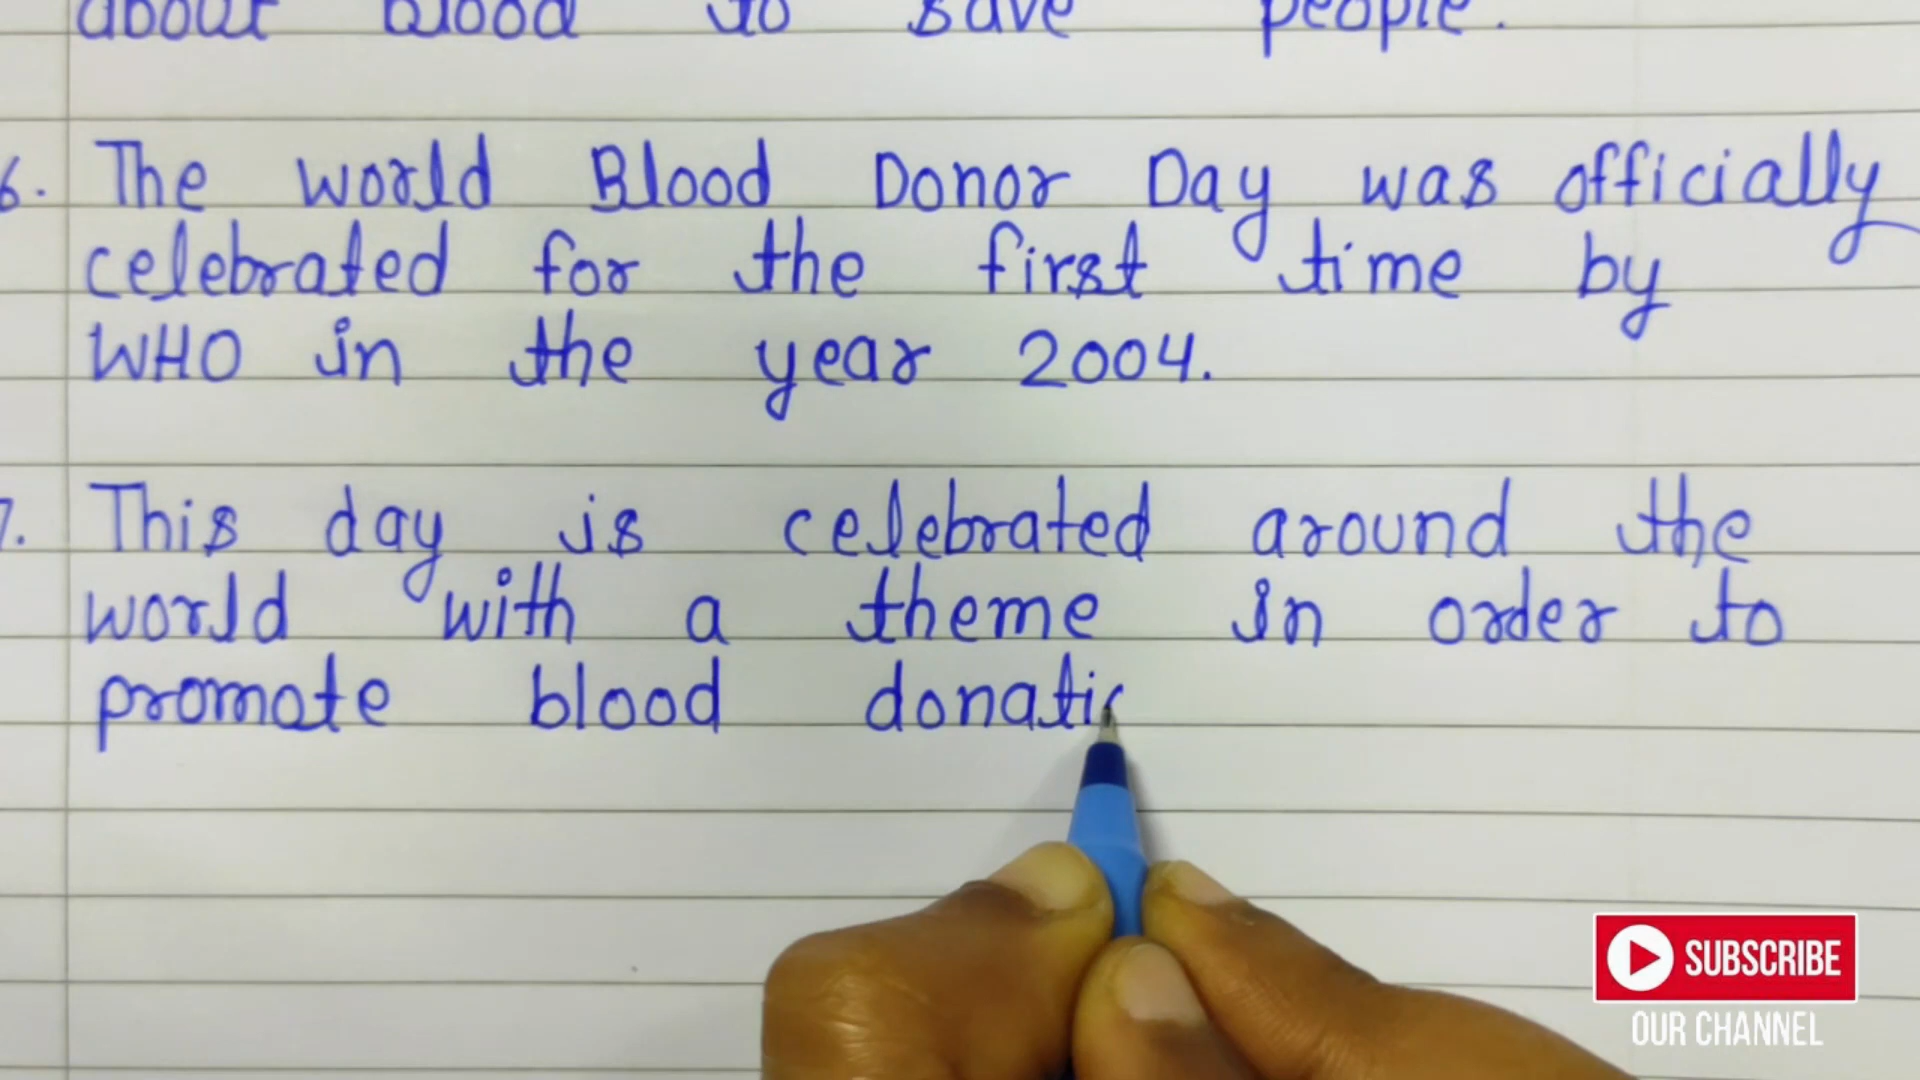 about blood to save people.
6. The world Blood Donor Day was officially
celebrated for the first time by
WHO in the year 2004.
7. This day is celebrated around the
world with a theme in order to
promote blood donati
SUBSCRIBE
OUR CHANNEL